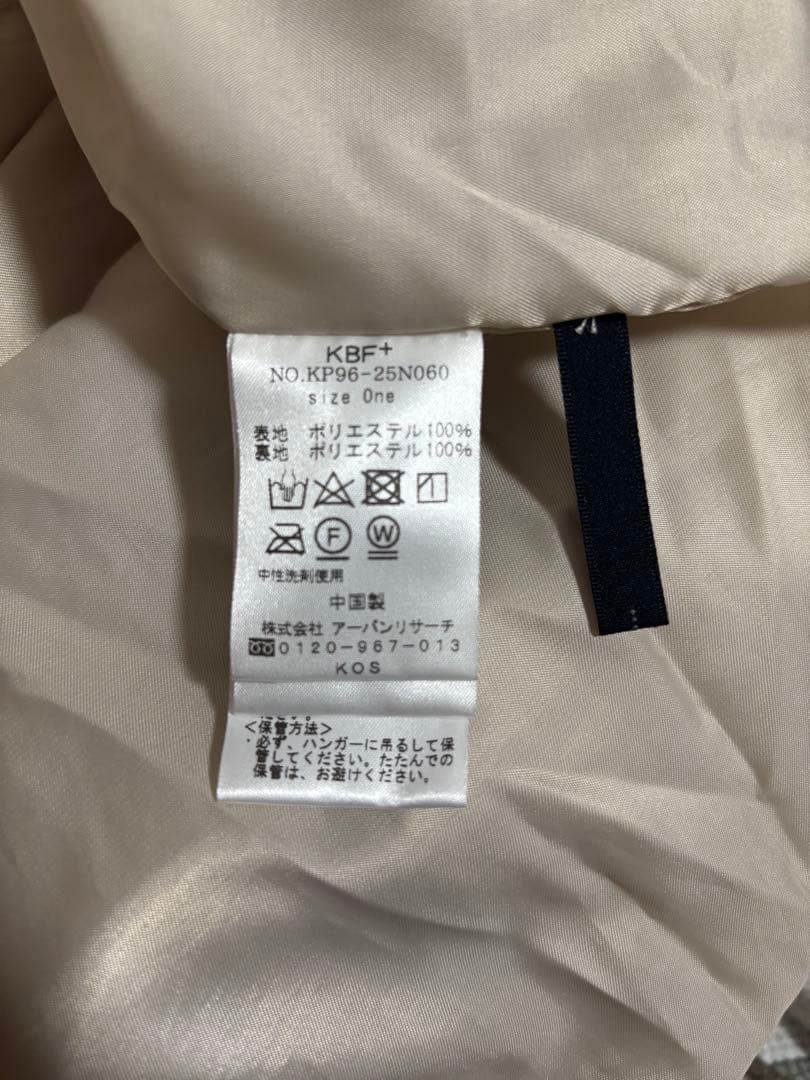 KBF+
NO.KP96-25N060
size One
表地 ポリエステル100%
裏地 ポリエステル100%
F W
中性洗剤使用
中国製
株式会社 アーバンリサーチ
0120-967-013
KOS
ださい。
<保管方法>
・必ず、ハンガーに吊るして保
管してください。たたんでの
保管は、お避けください。